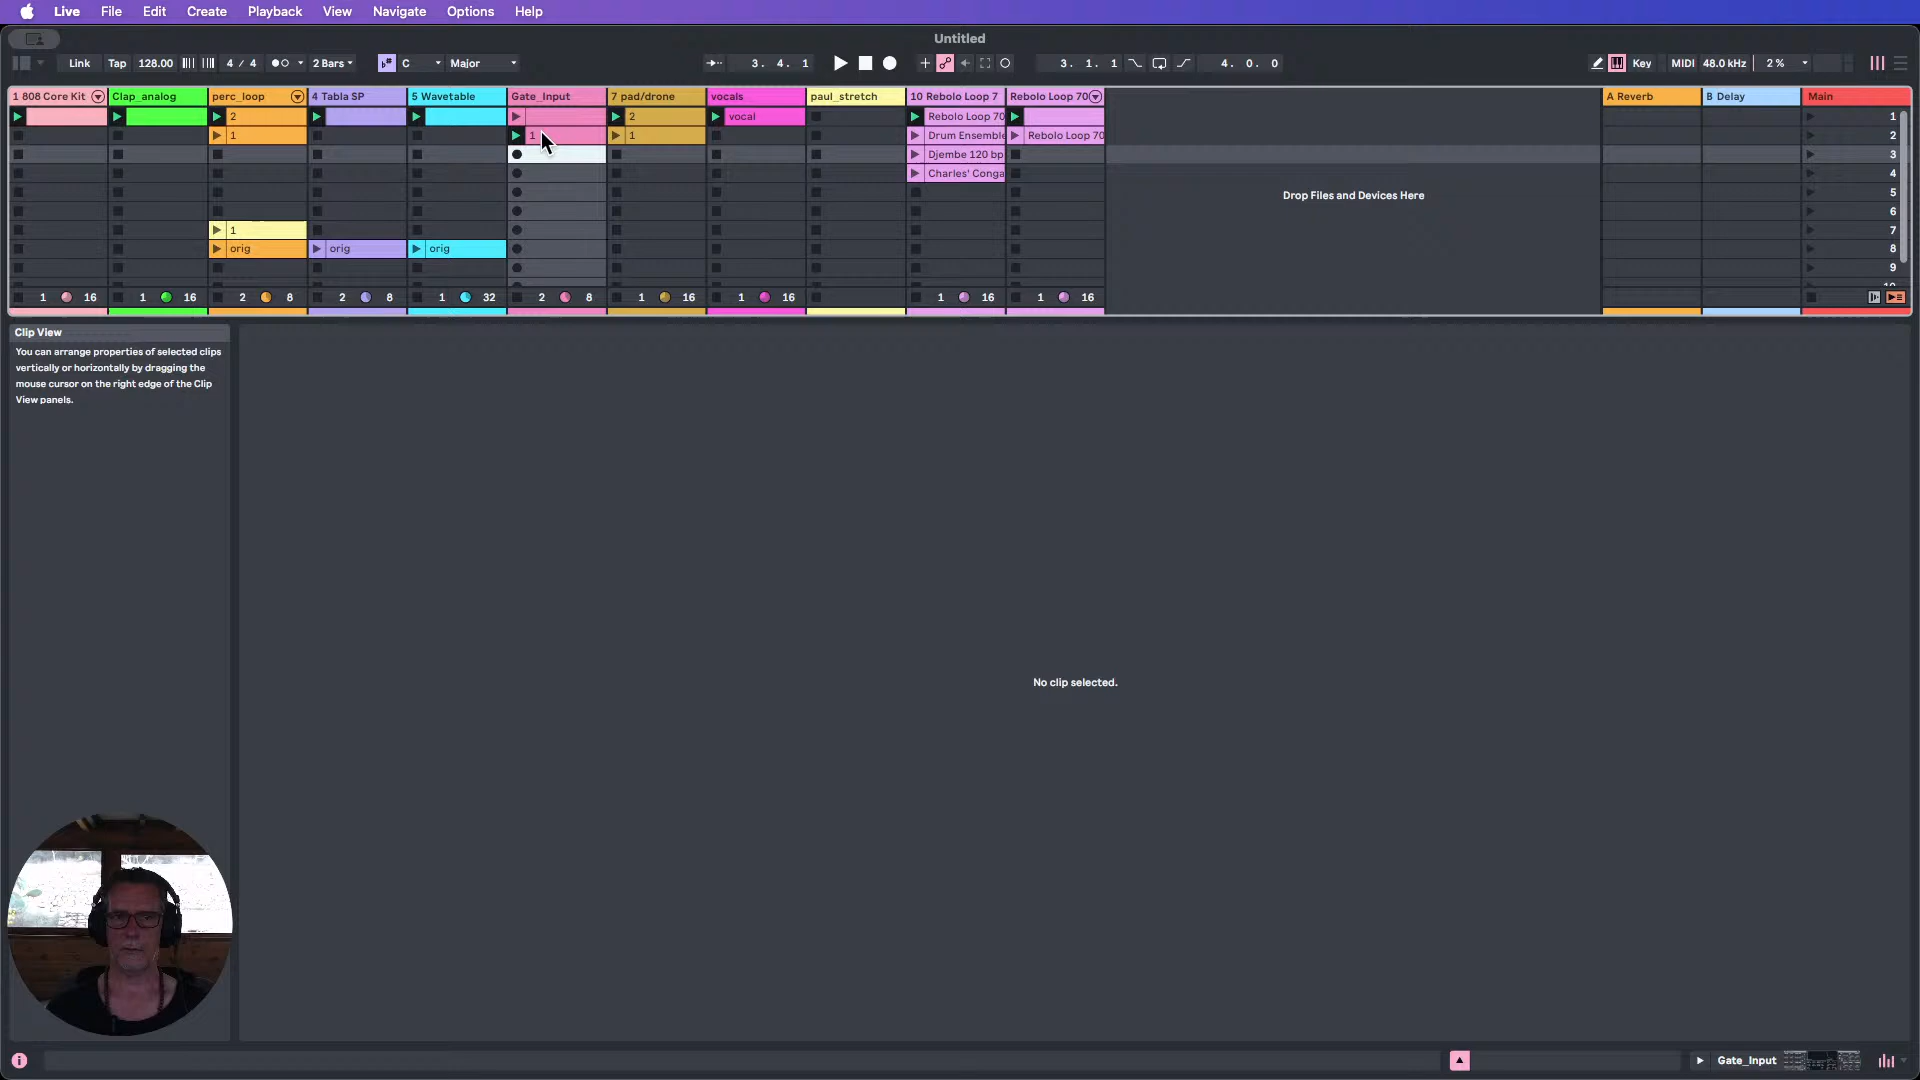 Live File Edit Create Playback View Navigate Options Help
Untitled
Link Tap 128.00 4 / 4 2 Bars C Major 3. 4. 1 3. 1. 1 4. 0. 0 Key MIDI 48.0 kHz 2 %
1 808 Core Kit Clap_analog perc_loop 4 Tabla SP 5 Wavetable Gate_Input 7 pad/drone vocals paul_stretch 10 Rebolo Loop 7 Rebolo Loop 70 A Reverb B Delay Main
2 2 vocal Rebolo Loop 70 1
1 1 1 Drum Ensemble Rebolo Loop 70 2
Djembe 120 bp 3
Charles' Conga 4
Drop Files and Devices Here 5
6
1 7
orig orig orig 8
9
1 16 1 16 2 8 2 8 1 32 2 8 1 16 1 16 1 16 1 16
Clip View
You can arrange properties of selected clips
vertically or horizontally by dragging the
mouse cursor on the right edge of the Clip
View panels.
No clip selected.
Gate_Input